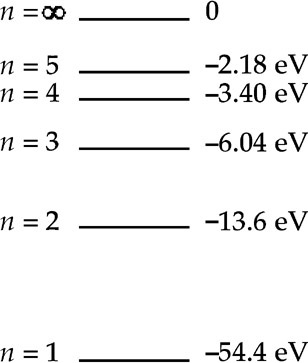 n = ∞ 0
n = 5 –2.18 eV
n = 4 –3.40 eV
n = 3 –6.04 eV
n = 2 –13.6 eV
n = 1 –54.4 eV